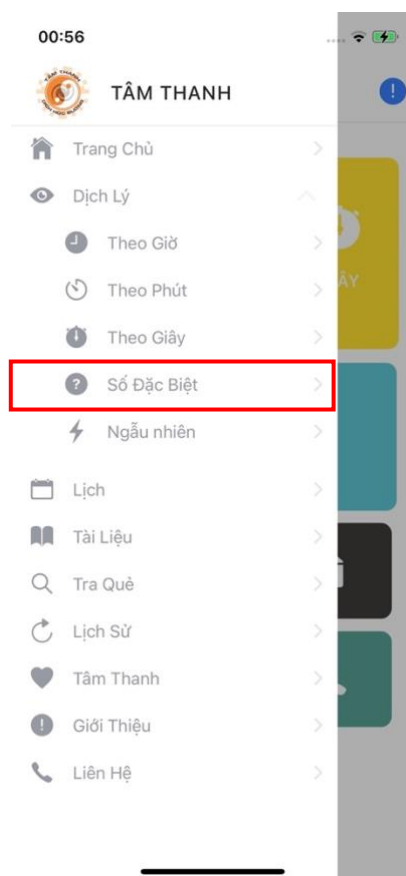 00:56
TÂM THANH
Trang Chủ
Dịch Lý
Theo Giờ
Theo Phút
Theo Giây
ÂY
Số Đặc Biệt
Ngẫu nhiên
Lịch
Tài Liệu
Tra Quẻ
Lịch Sử
Tâm Thanh
Giới Thiệu
Liên Hệ